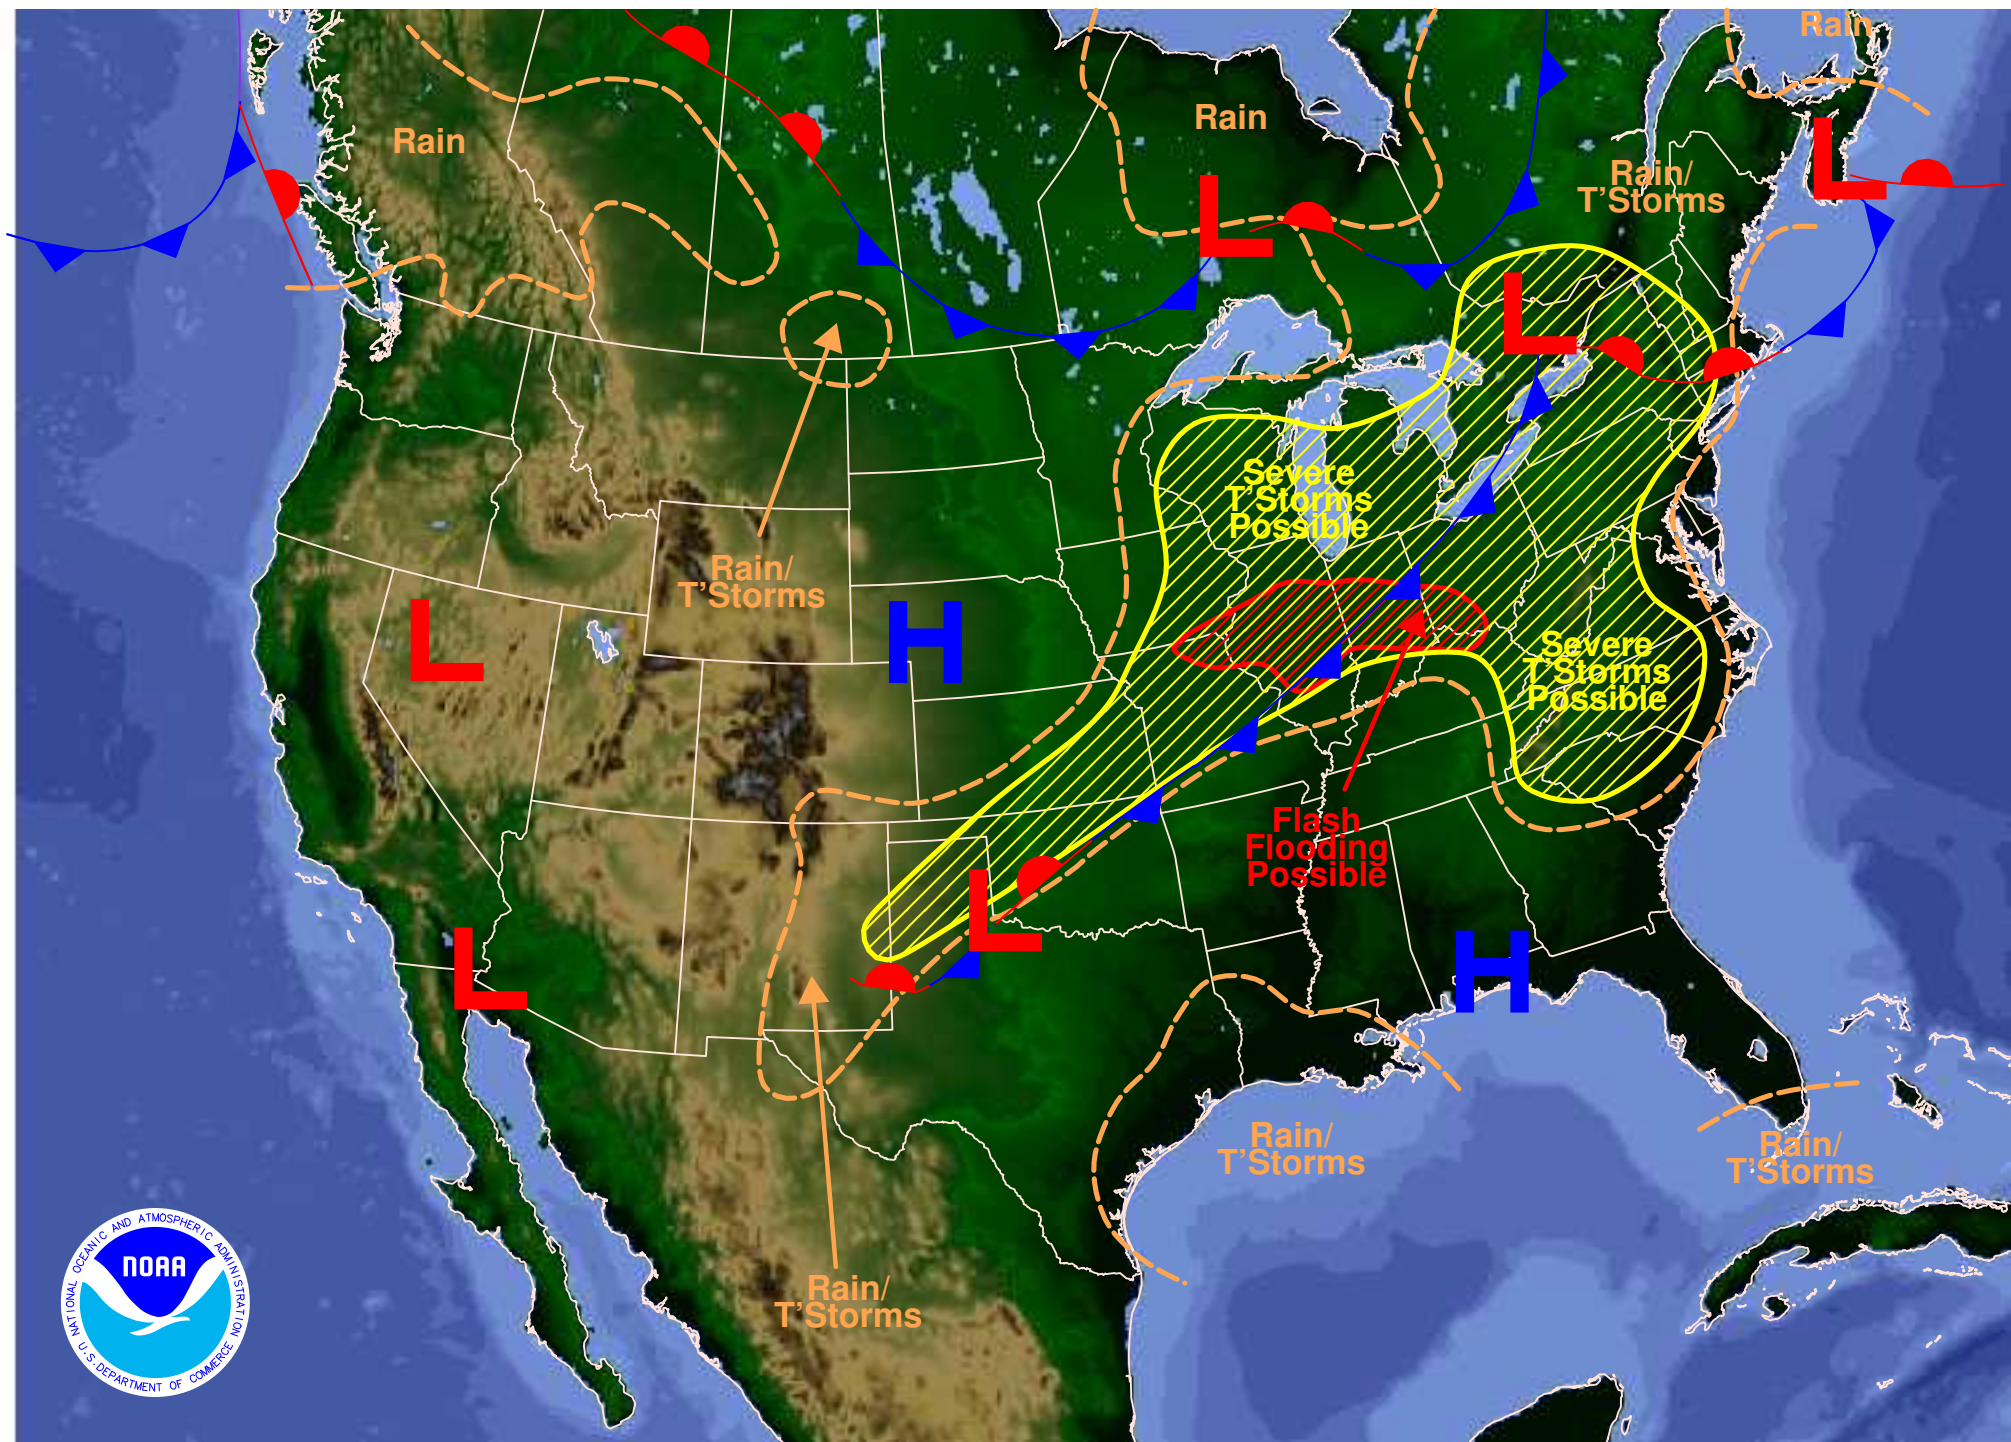 Rain
Rain
Rain
L
Rain/
T'Storms
L
L
Severe
T'Storms
Possible
Rain/
T'Storms
L
H
Severe
T'Storms
Possible
Flash
Flooding
Possible
L
L
H
Rain/
T'Storms
Rain/
T'Storms
Rain/
T'Storms
NATIONAL OCEANIC AND ATMOSPHERIC ADMINISTRATION
NOAA
U.S. DEPARTMENT OF COMMERCE